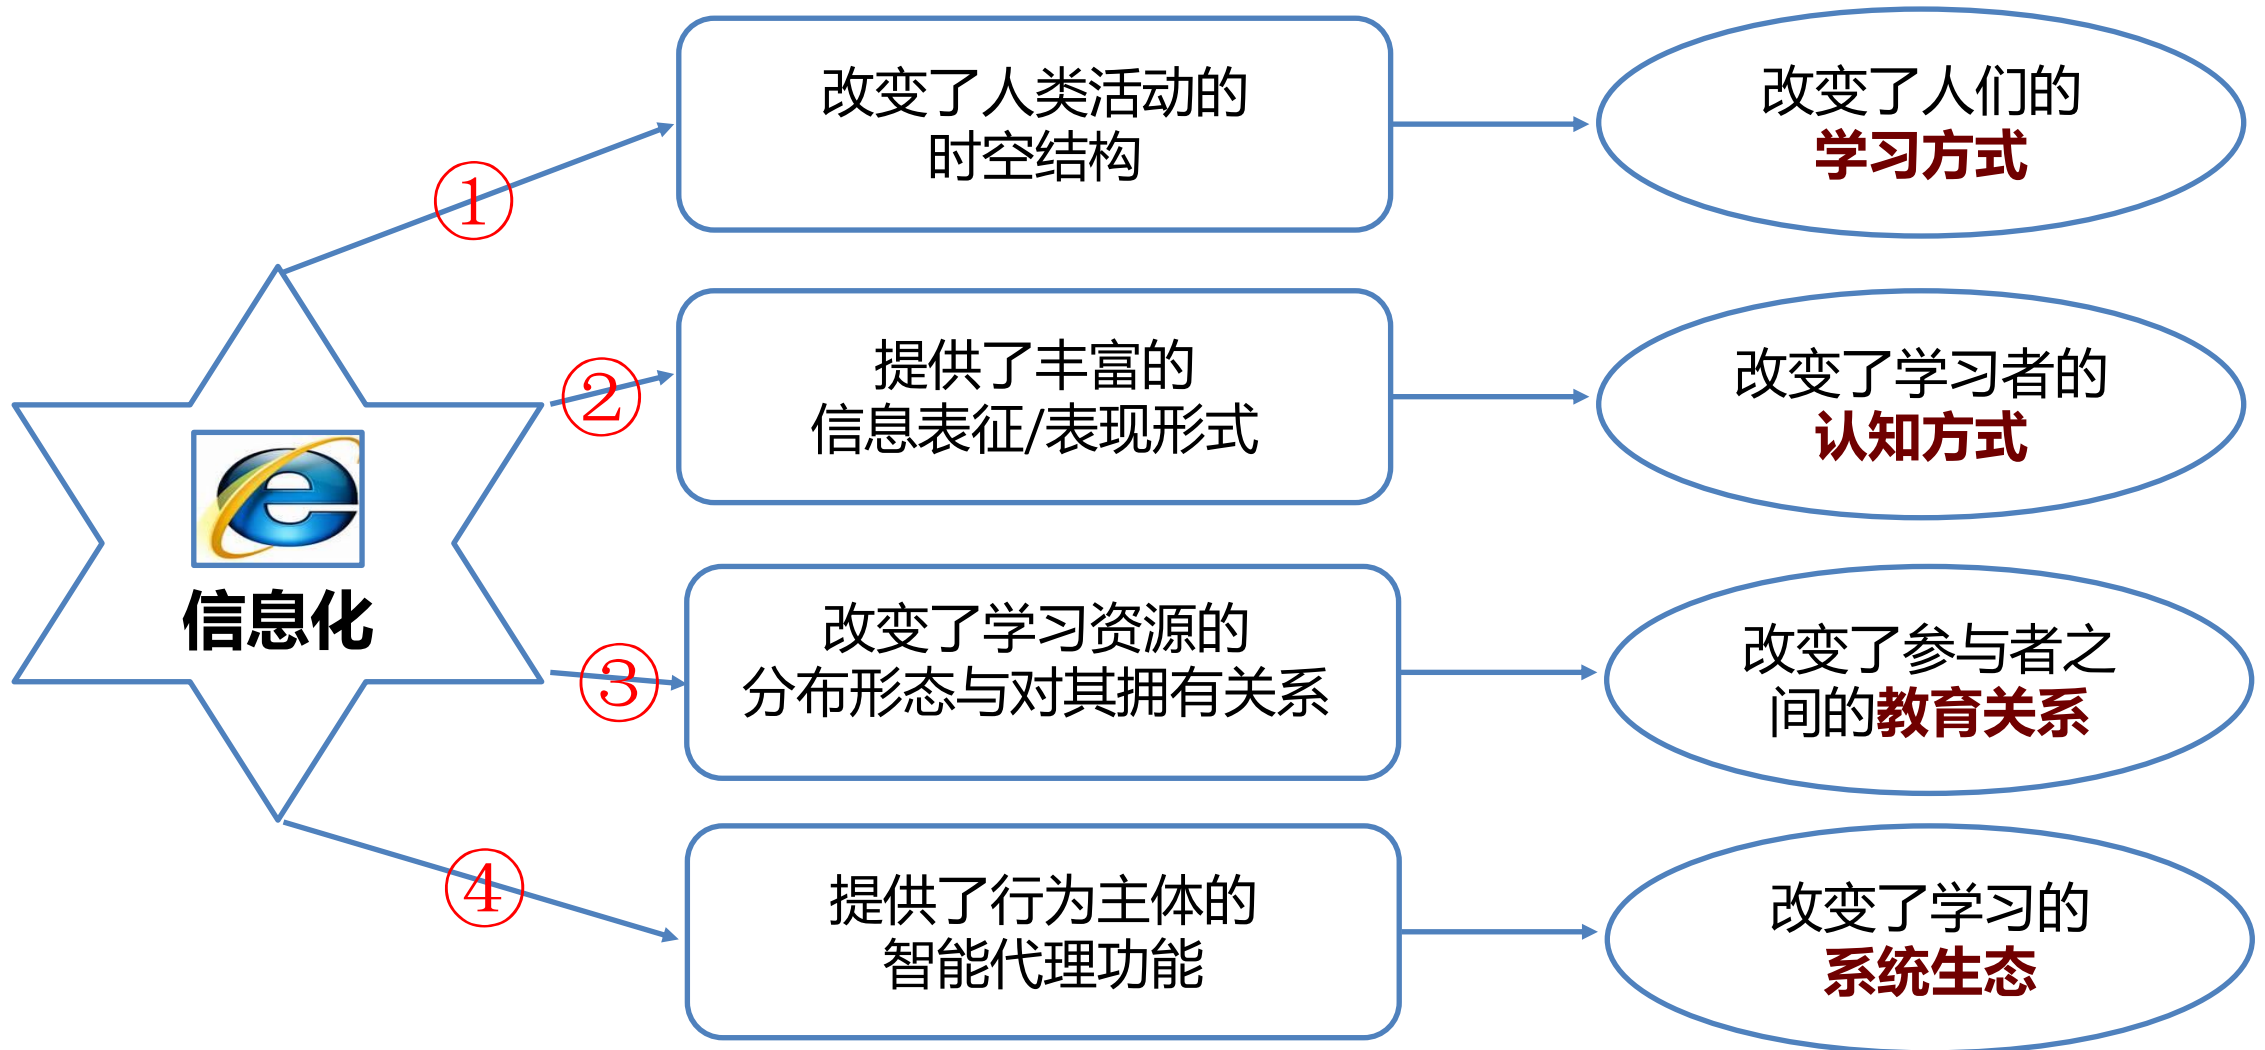 信息化
①
改变了人类活动的
时空结构
改变了人们的
学习方式
②
提供了丰富的
信息表征/表现形式
改变了学习者的
认知方式
③
改变了学习资源的
分布形态与对其拥有关系
改变了参与者之
间的教育关系
④
提供了行为主体的
智能代理功能
改变了学习的
系统生态